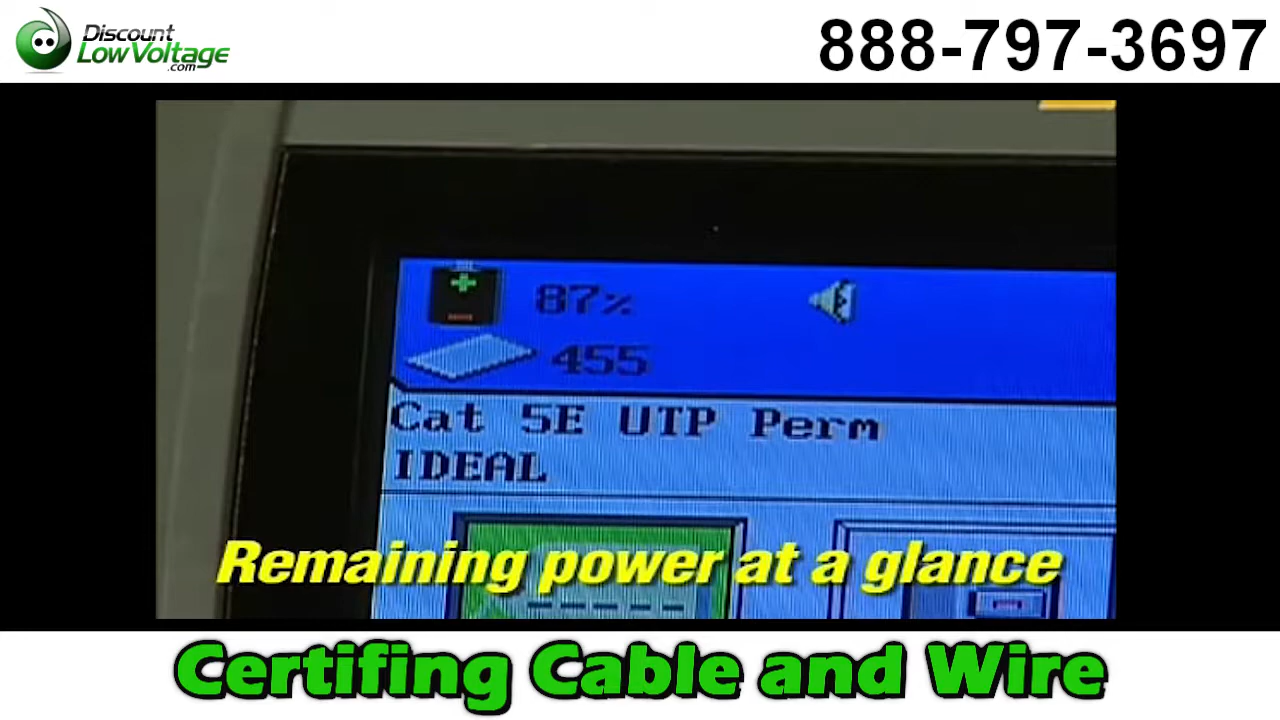 Discount
LowVoltage
.com
888-797-3697
87%
455
Cat 5E UTP Perm
IDEAL
Remaining power at a glance
Certifing Cable and Wire